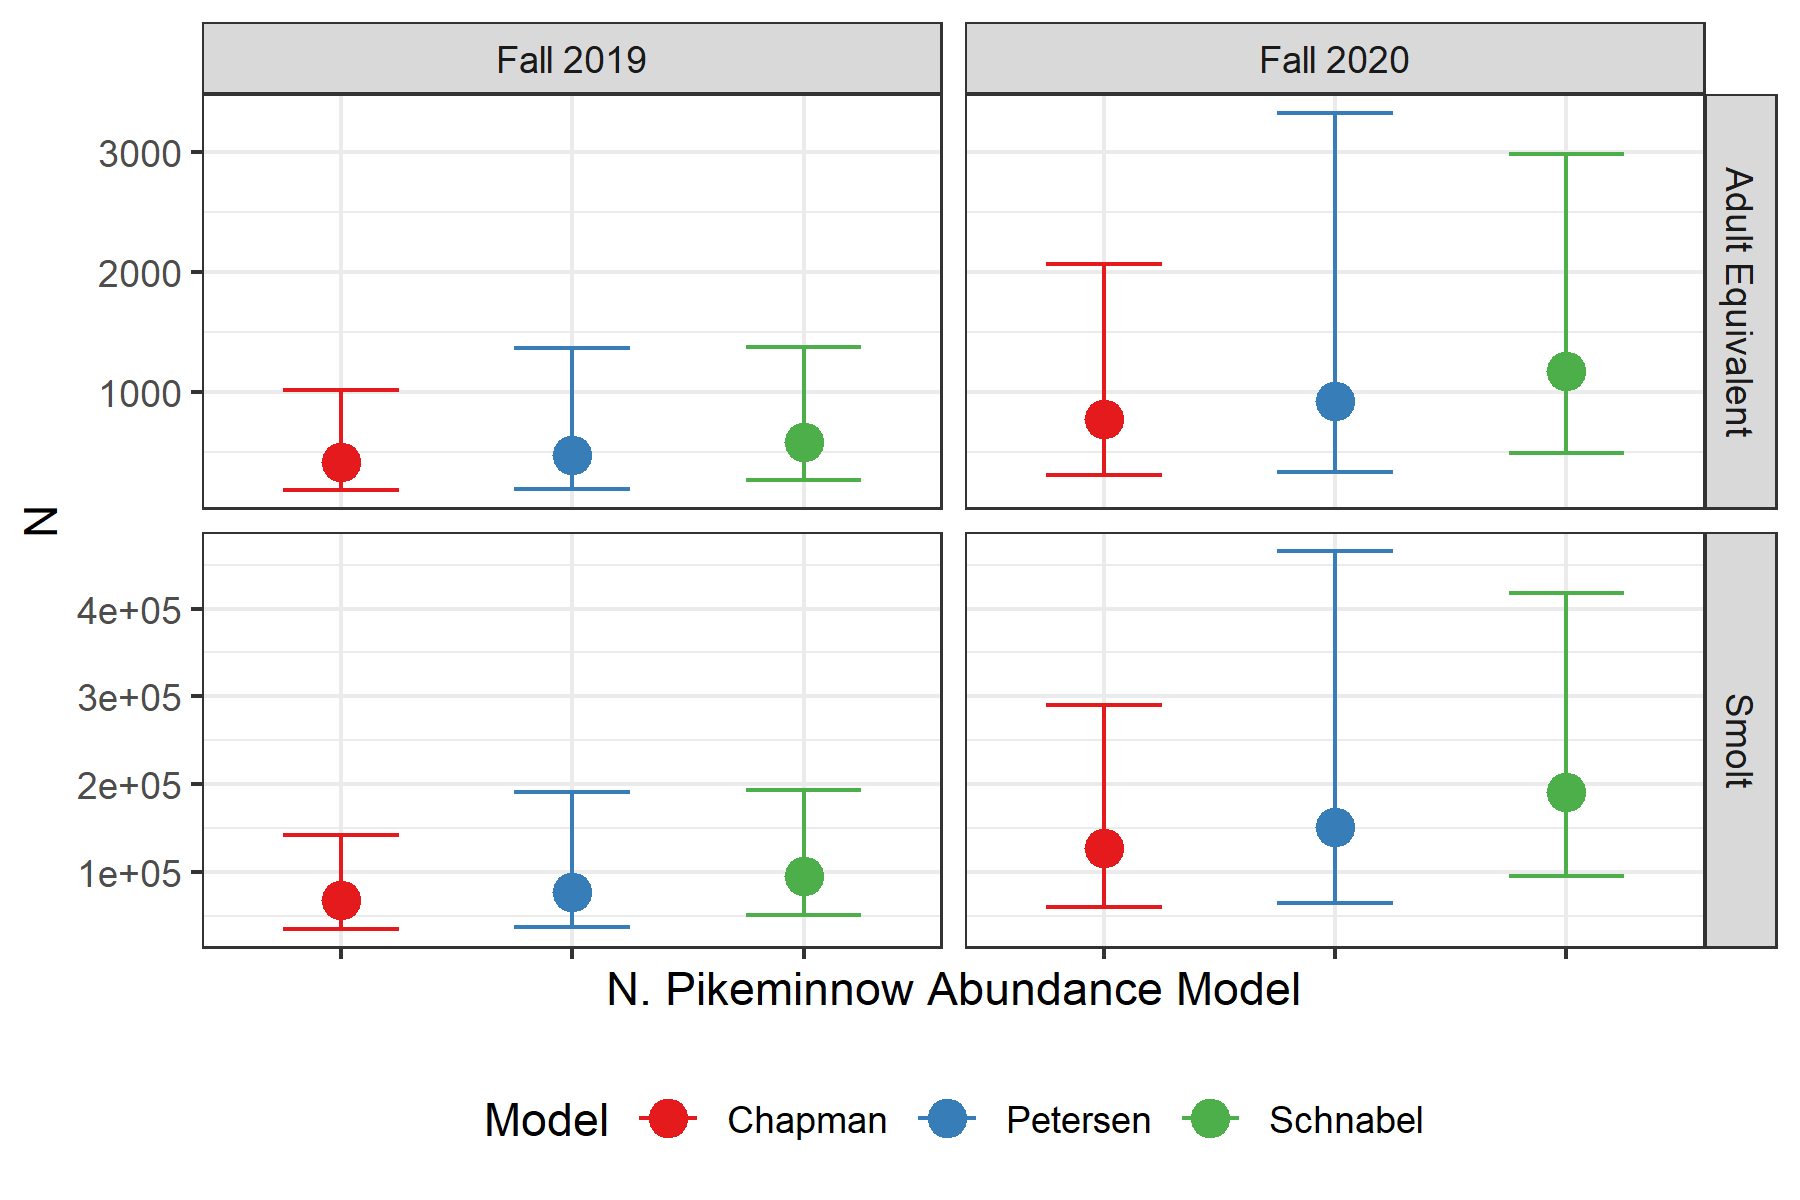 Fall 2019
Fall 2020
3000
2000
1000
Adult Equivalent
N
4e+05
3e+05
2e+05
1e+05
Smolt
N. Pikeminnow Abundance Model
Model Chapman Petersen Schnabel